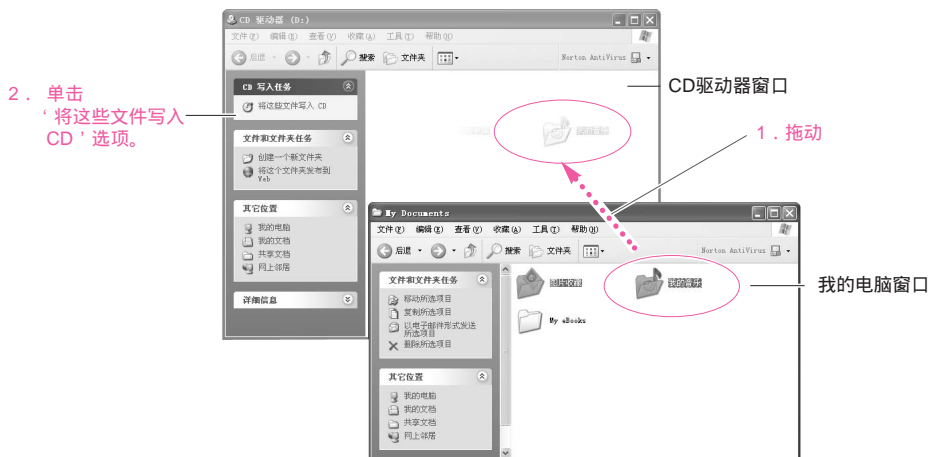 CD 驱动器 (D:)
文件(F) 编辑(E) 查看(V) 收藏(A) 工具(T) 帮助(H)
后退 搜索 文件夹 Norton AntiVirus
CD 写入任务
将这些文件写入 CD
文件和文件夹任务
创建一个新文件夹
将这个文件夹发布到
Web
其它位置
我的电脑
我的文档
共享文档
网上邻居
详细信息
2． 单击
‘ 将这些文件写入
CD ’ 选项。
CD驱动器窗口
我的音乐
1 . 拖动
My Documents
文件(F) 编辑(E) 查看(V) 收藏(A) 工具(T) 帮助(H)
后退 搜索 文件夹 Norton AntiVirus
文件和文件夹任务
移动所选项目
复制所选项目
以电子邮件形式发送
所选项目
删除所选项目
其它位置
我的电脑
我的文档
共享文档
网上邻居
图片收藏
我的音乐
My eBooks
我的电脑窗口